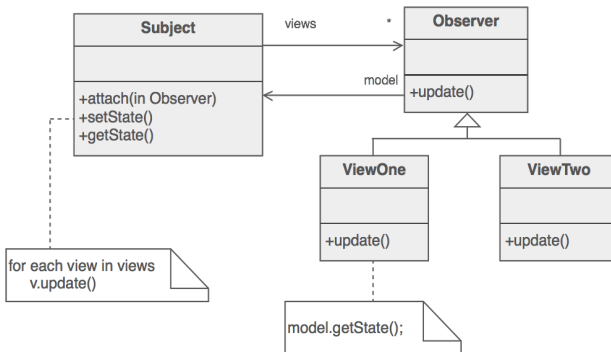 Subject
views
*
Observer
+attach(in Observer)
+setState()
+getState()
model
+update()
ViewOne
ViewTwo
+update()
+update()
for each view in views
v.update()
model.getState();